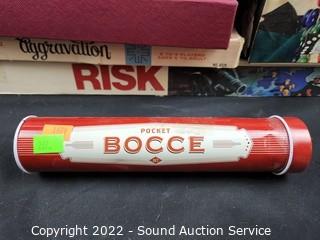 aggravation
RISK
POCKET
BOCCE
Copyright 2022 - Sound Auction Service